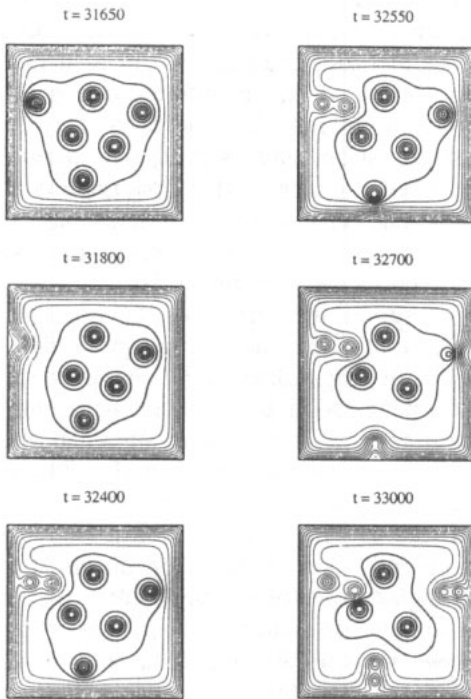 t = 31650
t = 32550
t = 31800
t = 32700
t = 32400
t = 33000